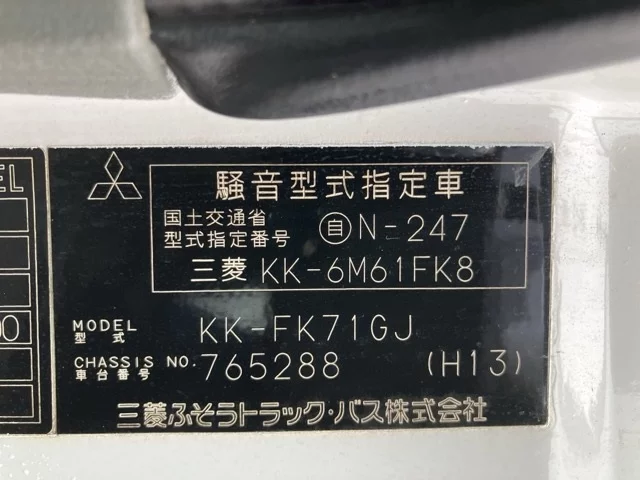 EL
00
騒音型式指定車
国土交通省
型式指定番号 自N-247
三菱 KK-6M61FK8
MODEL 型式 KK-FK71GJ
CHASSIS NO. 車台番号 765288 (H13)
三菱ふそうトラック・バス株式会社